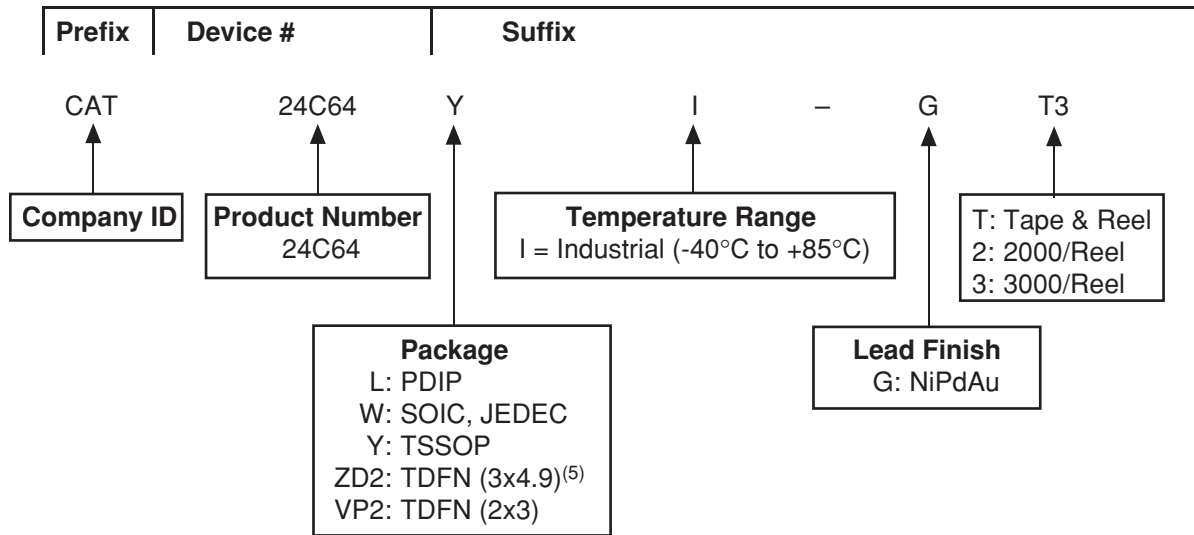 Prefix Device # Suffix
CAT 24C64 Y I – G T3
Company ID
Product Number
24C64
Temperature Range
I = Industrial (-40°C to +85°C)
T: Tape & Reel
2: 2000/Reel
3: 3000/Reel
Package
L: PDIP
W: SOIC, JEDEC
Y: TSSOP
ZD2: TDFN (3x4.9)(5)
VP2: TDFN (2x3)
Lead Finish
G: NiPdAu